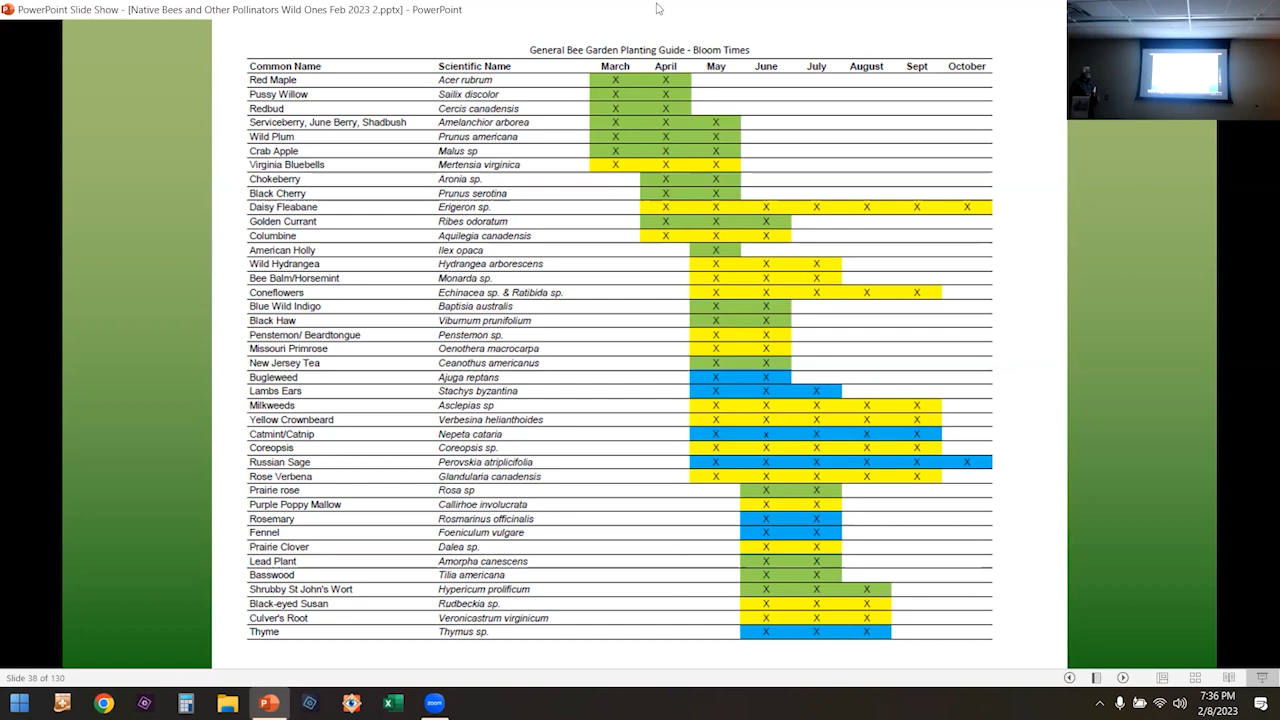 PowerPoint Slide Show - [Native Bees and Other Pollinators Wild Ones Feb 2023 2.pptx] - PowerPoint
General Bee Garden Planting Guide - Bloom Times
Common Name Scientific Name March April May June July August Sept October
Red Maple Acer rubrum X X
Pussy Willow Sailix discolor X X
Redbud Cercis canadensis X X
Serviceberry, June Berry, Shadbush Amelanchior arborea X X X
Wild Plum Prunus americana X X X
Crab Apple Malus sp X X X
Virginia Bluebells Mertensia virginica X X X
Chokeberry Aronia sp. X X
Black Cherry Prunus serotina X X
Daisy Fleabane Erigeron sp. X X X X X X X
Golden Currant Ribes odoratum X X X
Columbine Aquilegia canadensis X X X
American Holly Ilex opaca X
Wild Hydrangea Hydrangea arborescens X X X
Bee Balm/Horsemint Monarda sp. X X X
Coneflowers Echinacea sp. & Ratibida sp. X X X X X
Blue Wild Indigo Baptisia australis X X
Black Haw Viburnum prunifolium X X
Penstemon/ Beardtongue Penstemon sp. X X
Missouri Primrose Oenothera macrocarpa X X
New Jersey Tea Ceanothus americanus X X
Bugleweed Ajuga reptans X X
Lambs Ears Stachys byzantina X X X
Milkweeds Asclepias sp X X X X X
Yellow Crownbeard Verbesina helianthoides X X X X X
Catmint/Catnip Nepeta cataria X x X X X
Coreopsis Coreopsis sp. X X X X X
Russian Sage Perovskia atriplicifolia X X X X X X
Rose Verbena Glandularia canadensis X X X X X
Prairie rose Rosa sp X X
Purple Poppy Mallow Callirhoe involucrata X X
Rosemary Rosmarinus officinalis X X
Fennel Foeniculum vulgare X X
Prairie Clover Dalea sp. X X
Lead Plant Amorpha canescens X X
Basswood Tilia americana X X
Shrubby St John's Wort Hypericum prolificum X X X
Black-eyed Susan Rudbeckia sp. X X X
Culver's Root Veronicastrum virginicum X X X
Thyme Thymus sp. X X X
Slide 38 of 130
zoom
7:36 PM
2/8/2023